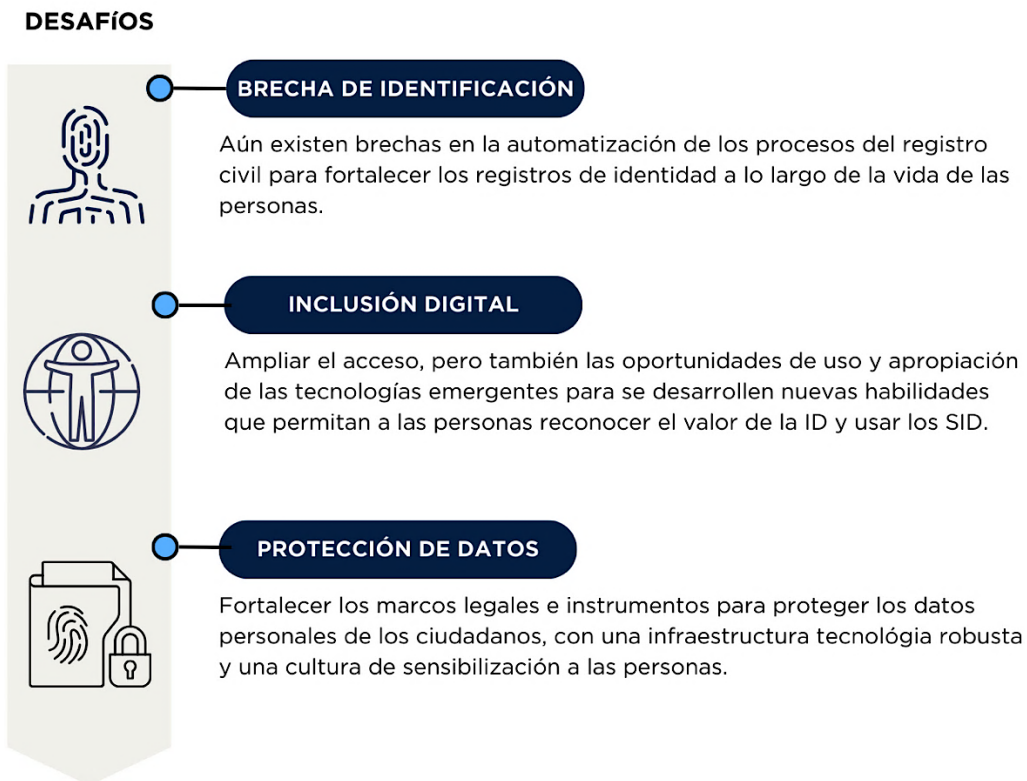 DESAFíOS
BRECHA DE IDENTIFICACIÓN
Aún existen brechas en la automatización de los procesos del registro
civil para fortalecer los registros de identidad a lo largo de la vida de las
personas.
INCLUSIÓN DIGITAL
Ampliar el acceso, pero también las oportunidades de uso y apropiación
de las tecnologías emergentes para se desarrollen nuevas habilidades
que permitan a las personas reconocer el valor de la ID y usar los SID.
PROTECCIÓN DE DATOS
Fortalecer los marcos legales e instrumentos para proteger los datos
personales de los ciudadanos, con una infraestructura tecnológia robusta
y una cultura de sensibilización a las personas.